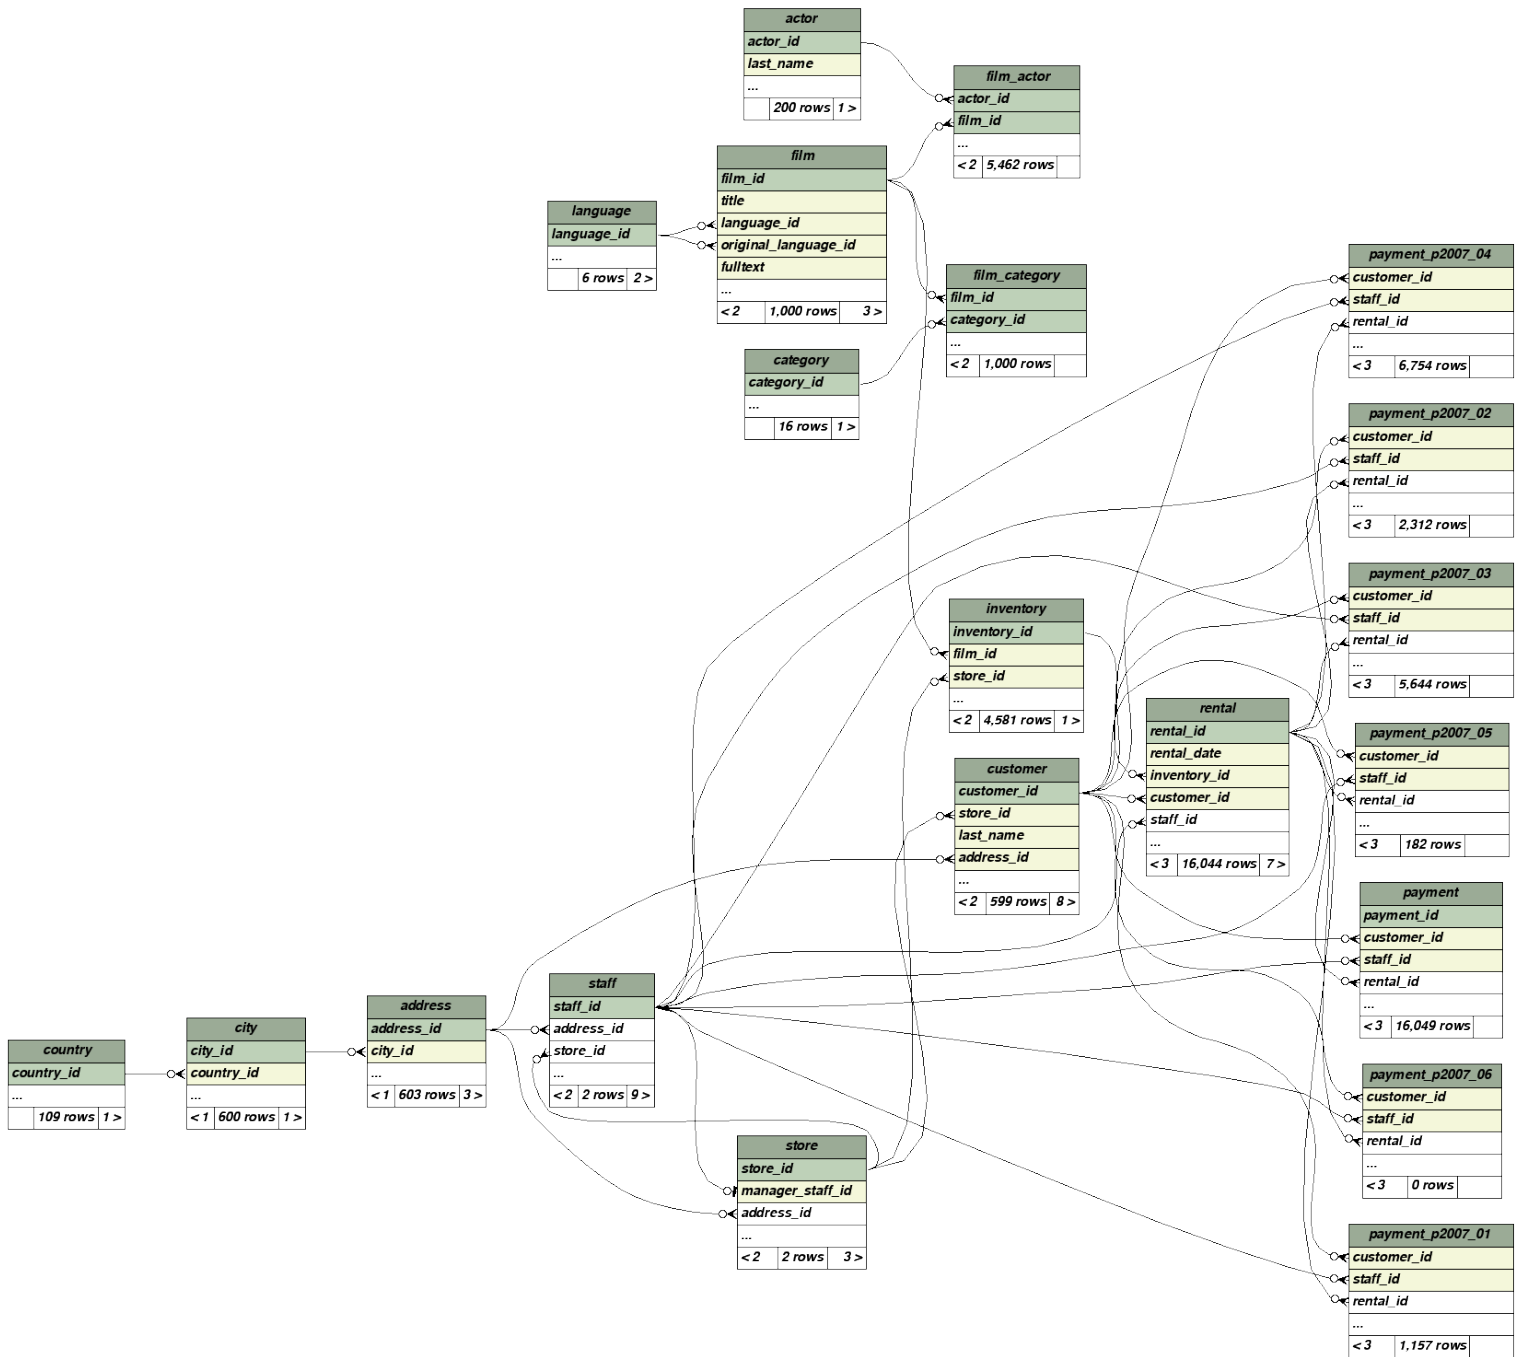 actor
actor_id
last_name
...
200 rows 1 >
film_actor
actor_id
film_id
...
< 2 5,462 rows
film
film_id
title
language_id
original_language_id
fulltext
...
< 2 1,000 rows 3 >
language
language_id
...
6 rows 2 >
film_category
film_id
category_id
...
< 2 1,000 rows
category
category_id
...
16 rows 1 >
payment_p2007_04
customer_id
staff_id
rental_id
...
< 3 6,754 rows
payment_p2007_02
customer_id
staff_id
rental_id
...
< 3 2,312 rows
payment_p2007_03
customer_id
staff_id
rental_id
...
< 3 5,644 rows
inventory
inventory_id
film_id
store_id
...
< 2 4,581 rows 1 >
rental
rental_id
rental_date
inventory_id
customer_id
staff_id
...
< 3 16,044 rows 7 >
payment_p2007_05
customer_id
staff_id
rental_id
...
< 3 182 rows
customer
customer_id
store_id
last_name
address_id
...
< 2 599 rows 8 >
payment
payment_id
customer_id
staff_id
rental_id
...
< 3 16,049 rows
staff
staff_id
address_id
store_id
...
< 2 2 rows 9 >
address
address_id
city_id
...
< 1 603 rows 3 >
city
city_id
country_id
...
< 1 600 rows 1 >
country
country_id
...
109 rows 1 >
payment_p2007_06
customer_id
staff_id
rental_id
...
< 3 0 rows
store
store_id
manager_staff_id
address_id
...
< 2 2 rows 3 >
payment_p2007_01
customer_id
staff_id
rental_id
...
< 3 1,157 rows